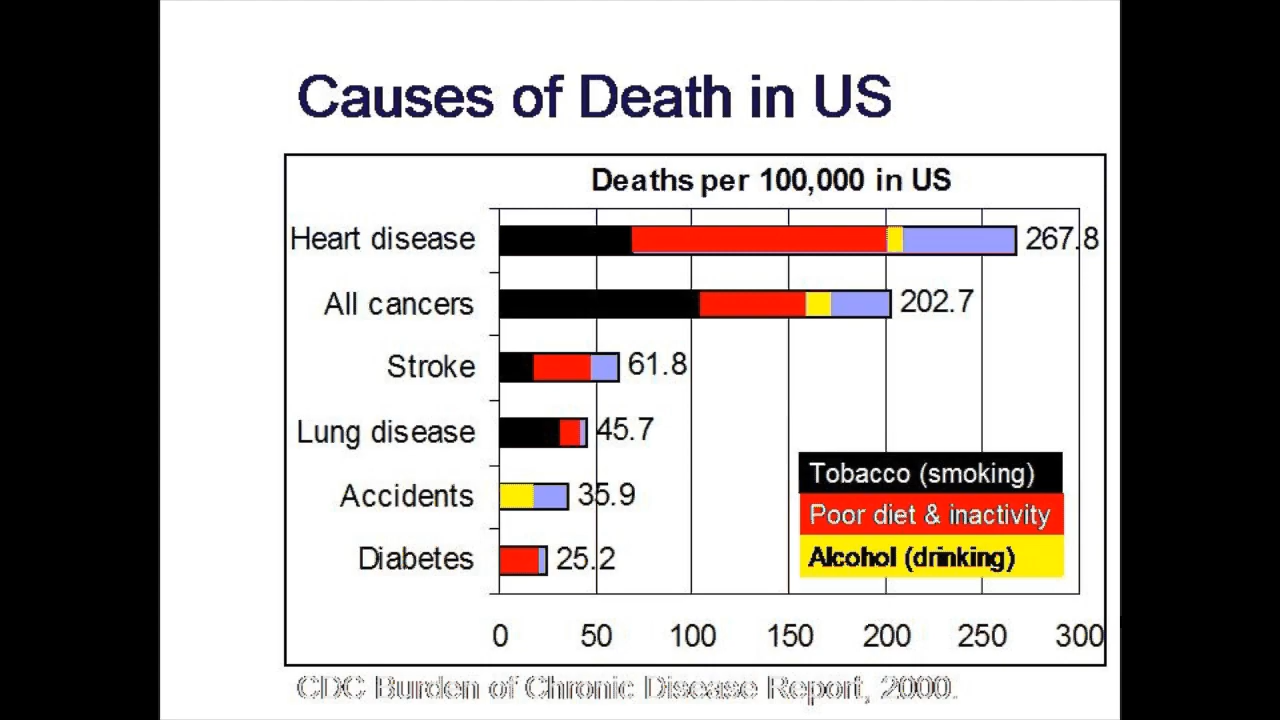 Causes of Death in US
Deaths per 100,000 in US
Heart disease 267.8
All cancers 202.7
Stroke 61.8
Lung disease 45.7
Accidents 35.9
Diabetes 25.2
Tobacco (smoking)
Poor diet & inactivity
Alcohol (drinking)
0 50 100 150 200 250 300
CDC Burden of Chronic Disease Report, 2000.